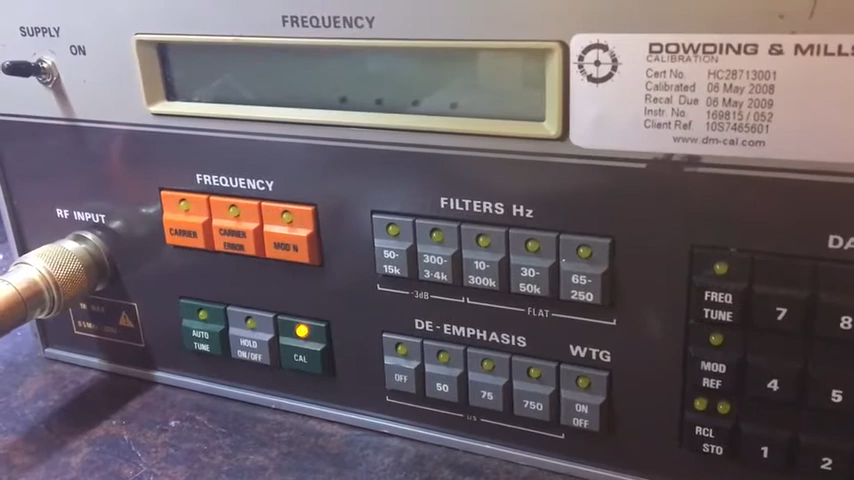 SUPPLY
ON
FREQUENCY
DOWDING & MILLS
CALIBRATION
Cert No. HC28713001
Calibrated 06 May 2008
Recal Due 06 May 2009
Instr. No. 169815 / 052
Client Ref. 10S7465401
www.dm-cal.com
FREQUENCY
RF INPUT
CARRIER
CARRIER ERROR
MOD N
FILTERS Hz
50-15k
300-3·4k
10-300k
30-50k
65-250
3dB
FLAT
AUTO TUNE
HOLD ON/OFF
CAL
DE-EMPHASIS
WTG
OFF
50
75
750
ON OFF
DA
FREQ TUNE
7
8
MOD REF
4
5
RCL STO
1
2